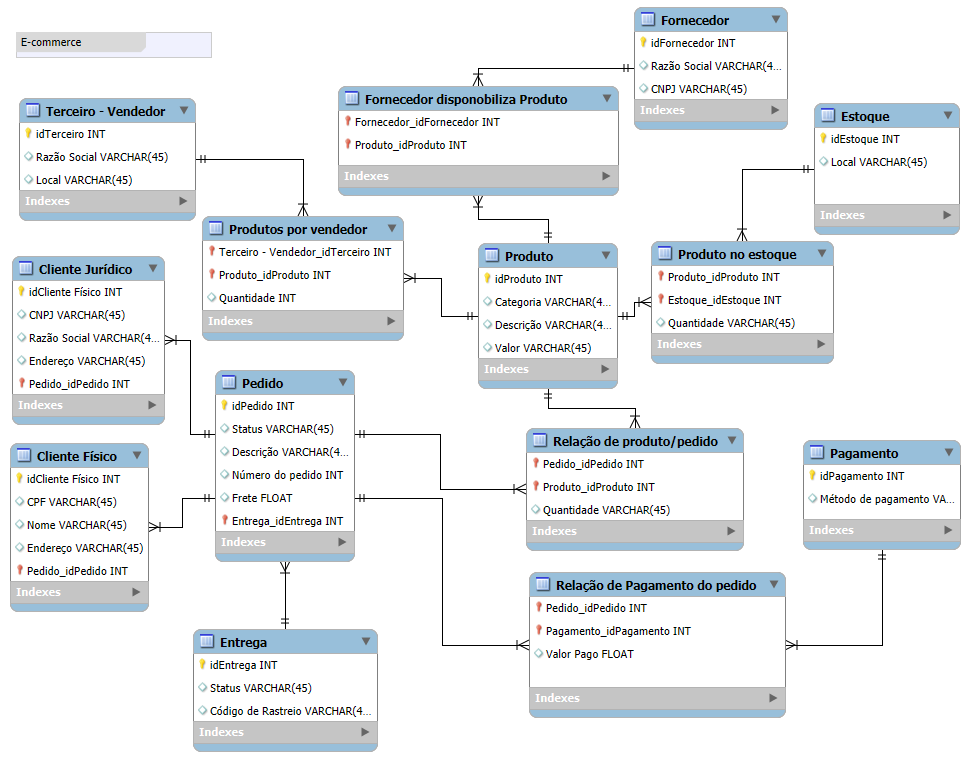 E-commerce
Fornecedor
idFornecedor INT
Razão Social VARCHAR(4...
CNPJ VARCHAR(45)
Indexes
Fornecedor disponobiliza Produto
Fornecedor_idFornecedor INT
Produto_idProduto INT
Indexes
Terceiro - Vendedor
idTerceiro INT
Razão Social VARCHAR(45)
Local VARCHAR(45)
Indexes
Estoque
idEstoque INT
Local VARCHAR(45)
Indexes
Produtos por vendedor
Terceiro - Vendedor_idTerceiro INT
Produto_idProduto INT
Quantidade INT
Indexes
Produto
idProduto INT
Categoria VARCHAR(4...
Descrição VARCHAR(4...
Valor VARCHAR(45)
Indexes
Produto no estoque
Produto_idProduto INT
Estoque_idEstoque INT
Quantidade VARCHAR(45)
Indexes
Cliente Jurídico
idCliente Físico INT
CNPJ VARCHAR(45)
Razão Social VARCHAR(4...
Endereço VARCHAR(45)
Pedido_idPedido INT
Indexes
Pedido
idPedido INT
Status VARCHAR(45)
Descrição VARCHAR(4...
Número do pedido INT
Frete FLOAT
Entrega_idEntrega INT
Indexes
Cliente Físico
idCliente Físico INT
CPF VARCHAR(45)
Nome VARCHAR(45)
Endereço VARCHAR(45)
Pedido_idPedido INT
Indexes
Relação de produto/pedido
Pedido_idPedido INT
Produto_idProduto INT
Quantidade VARCHAR(45)
Indexes
Pagamento
idPagamento INT
Método de pagamento VA...
Indexes
Relação de Pagamento do pedido
Pedido_idPedido INT
Pagamento_idPagamento INT
Valor Pago FLOAT
Indexes
Entrega
idEntrega INT
Status VARCHAR(45)
Código de Rastreio VARCHAR(4...
Indexes